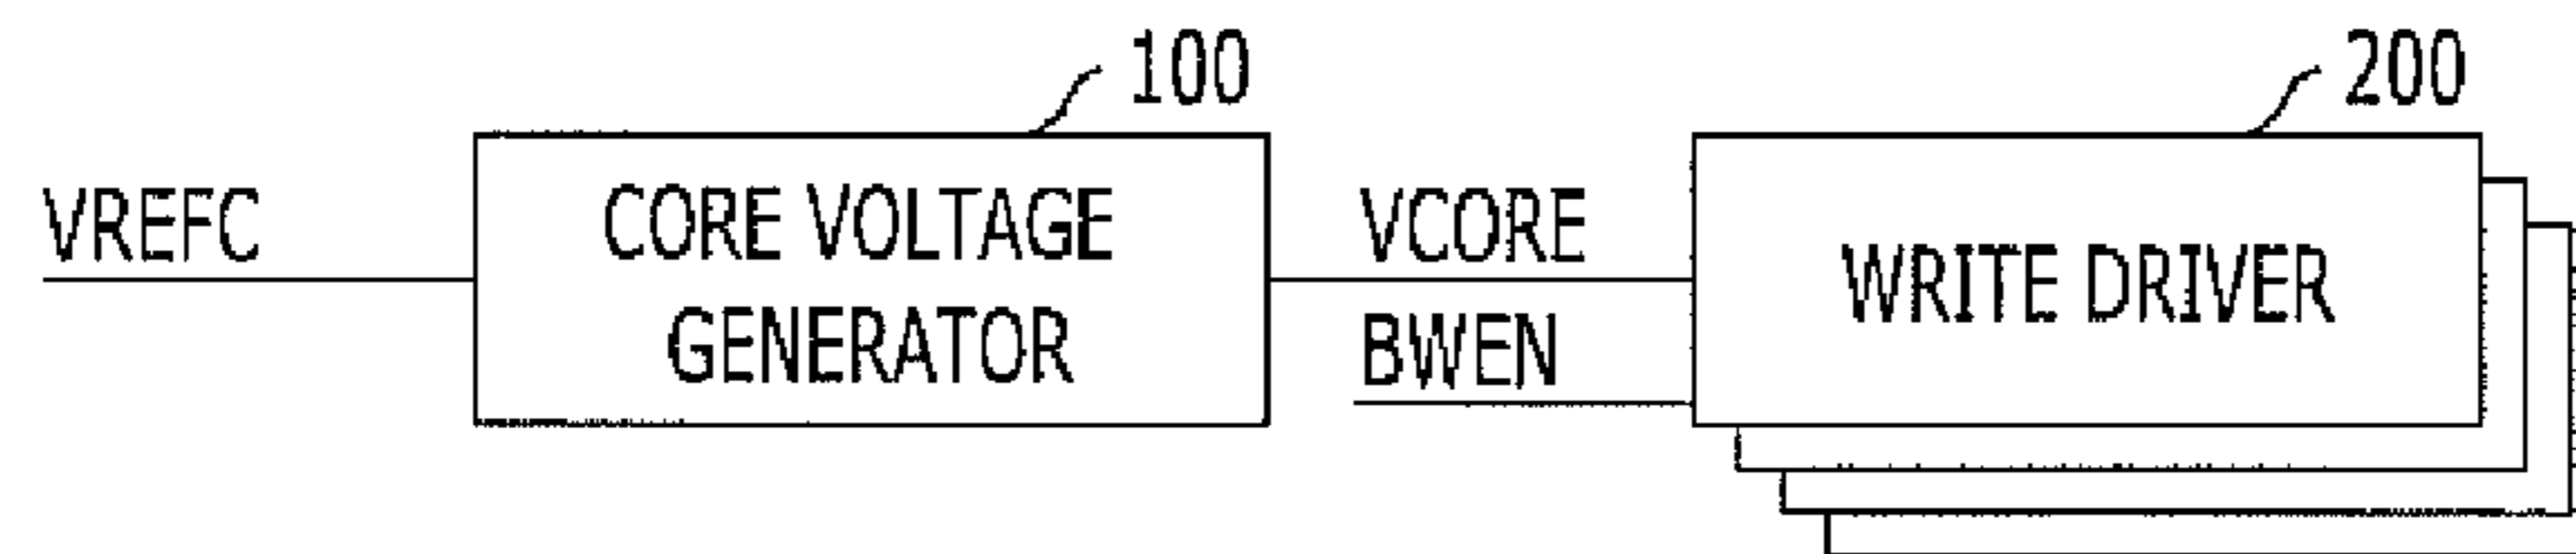 100
200
VREFC
CORE VOLTAGE
GENERATOR
VCORE
BWEN
WRITE DRIVER